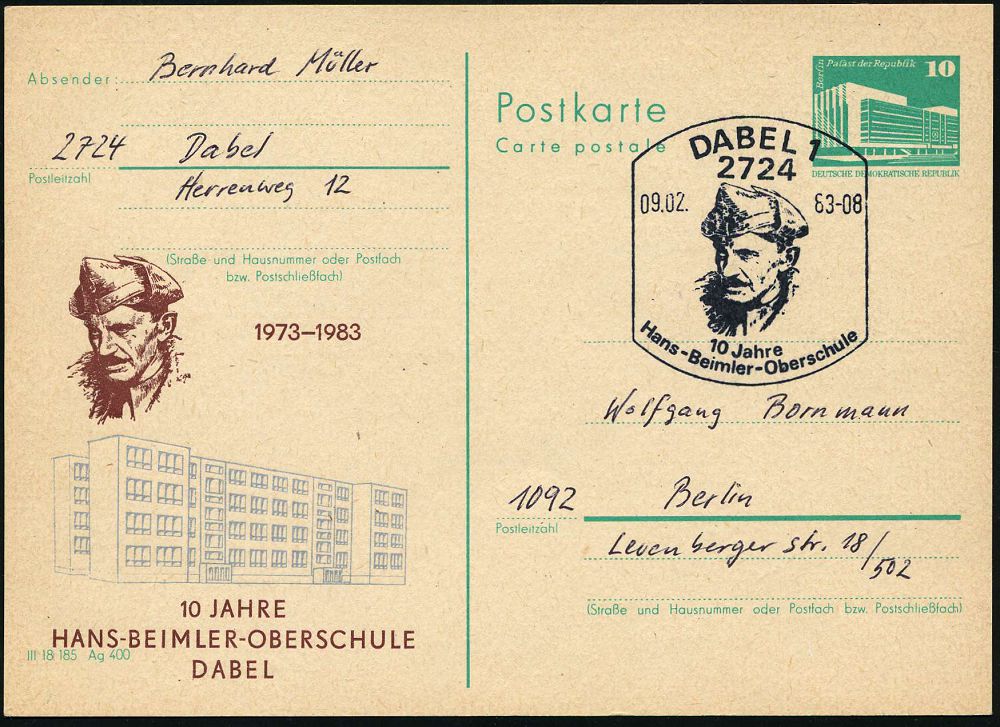 Absender: Bernhard Müller
2724 Dabel
Postleitzahl
Herrenweg 12
(Straße und Hausnummer oder Postfach
bzw. Postschließfach)
1973–1983
10 JAHRE
HANS-BEIMLER-OBERSCHULE
DABEL
III 18 185 Ag 400
Postkarte
Carte postale
Berlin Palast der Republik 10
DEUTSCHE DEMOKRATISCHE REPUBLIK
DABEL 1
2724
09.02. 83-08
10 Jahre
Hans-Beimler-Oberschule
Wolfgang Bornmann
1092 Berlin
Postleitzahl
Leuenberger str. 18/502
(Straße und Hausnummer oder Postfach bzw. Postschließfach)